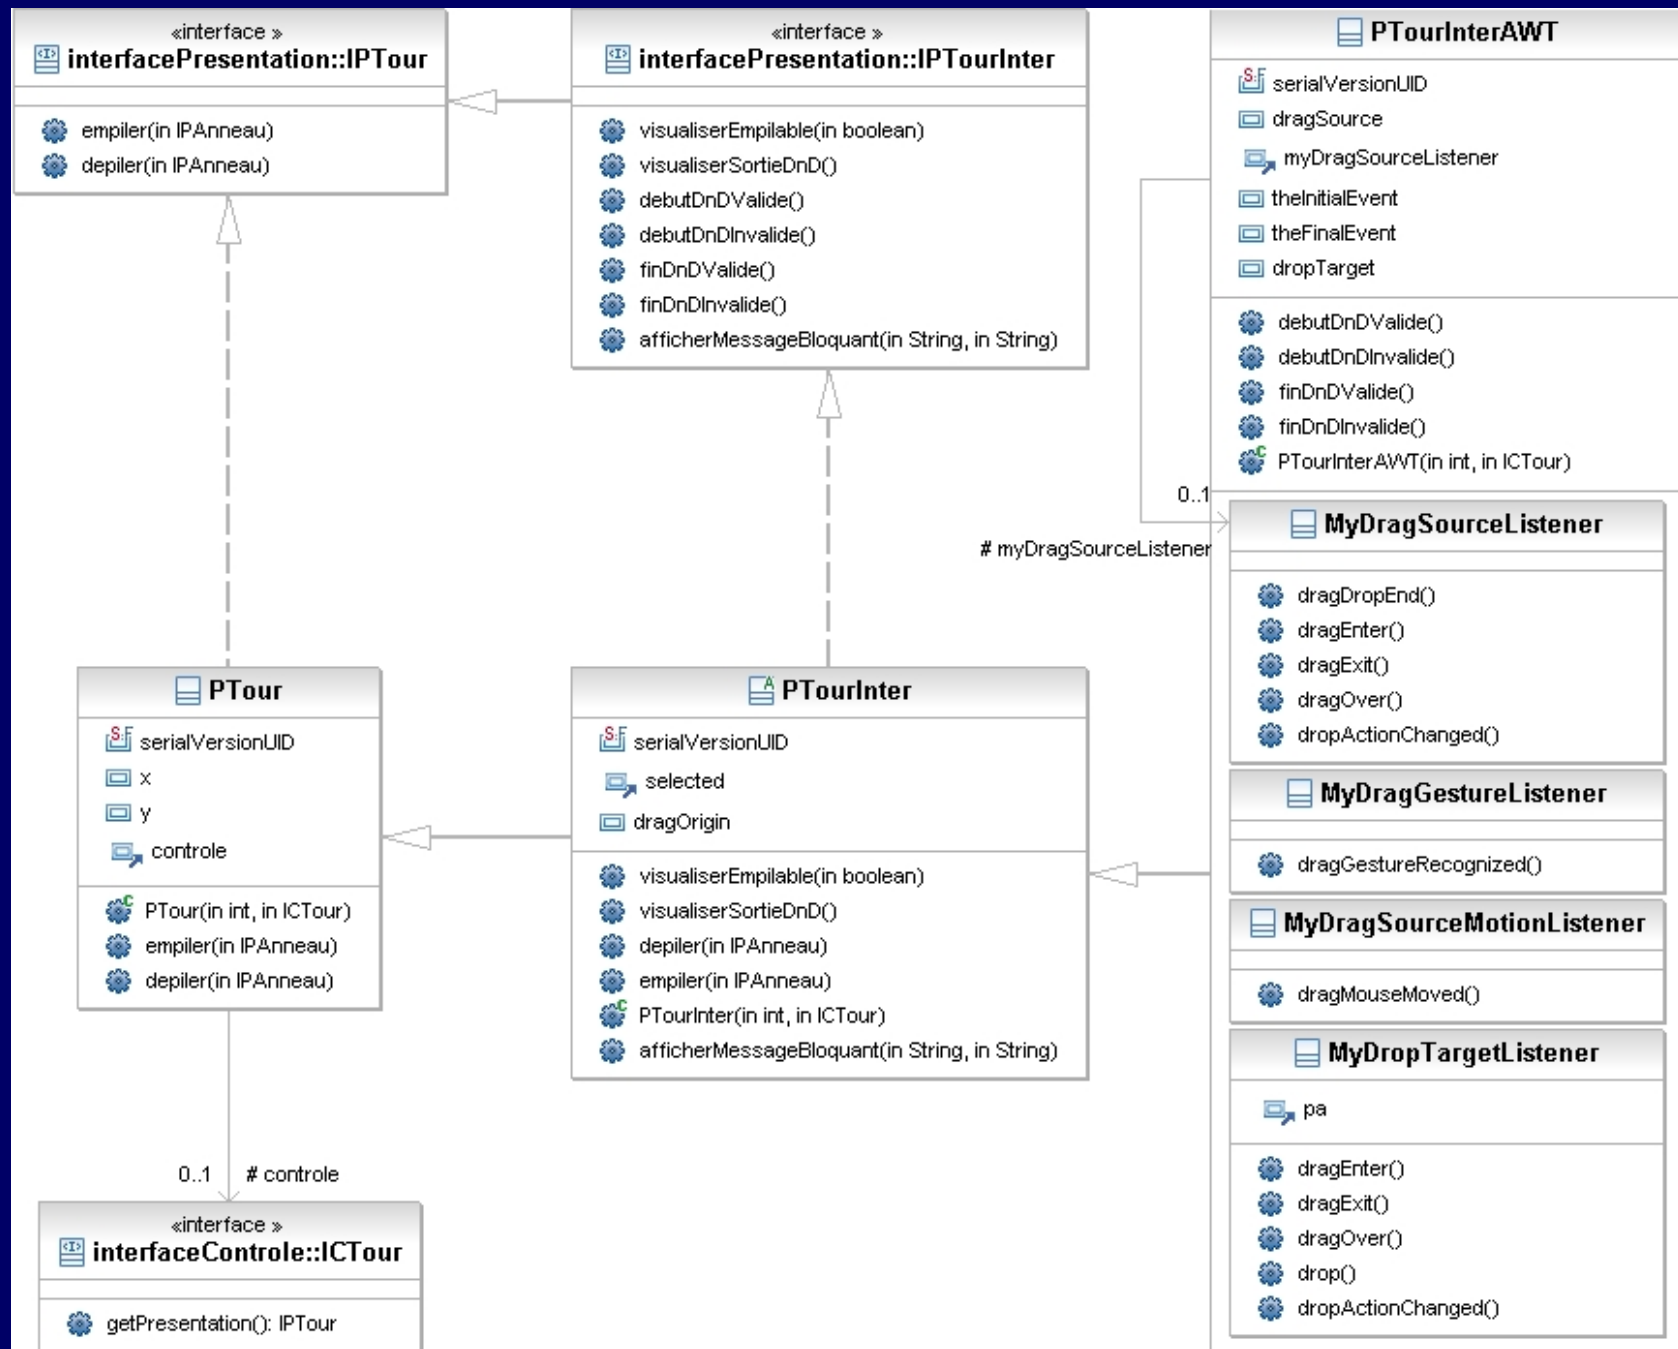 «interface »
interfacePresentation::IPTour
empiler(in IPAnneau)
depiler(in IPAnneau)
«interface »
interfacePresentation::IPTourInter
visualiserEmpilable(in boolean)
visualiserSortieDnD()
debutDnDValide()
debutDnDInvalide()
finDnDValide()
finDnDInvalide()
afficherMessageBloquant(in String, in String)
PTourInterAWT
S:F serialVersionUID
dragSource
myDragSourceListener
theInitialEvent
theFinalEvent
dropTarget
debutDnDValide()
debutDnDInvalide()
finDnDValide()
finDnDInvalide()
C PTourInterAWT(in int, in ICTour)
0..1
# myDragSourceListener
MyDragSourceListener
dragDropEnd()
dragEnter()
dragExit()
dragOver()
dropActionChanged()
MyDragGestureListener
dragGestureRecognized()
MyDragSourceMotionListener
dragMouseMoved()
MyDropTargetListener
pa
dragEnter()
dragExit()
dragOver()
drop()
dropActionChanged()
PTour
S:F serialVersionUID
x
y
controle
C PTour(in int, in ICTour)
empiler(in IPAnneau)
depiler(in IPAnneau)
A PTourInter
S:F serialVersionUID
selected
dragOrigin
visualiserEmpilable(in boolean)
visualiserSortieDnD()
depiler(in IPAnneau)
empiler(in IPAnneau)
C PTourInter(in int, in ICTour)
afficherMessageBloquant(in String, in String)
0..1 # controle
«interface »
interfaceControle::ICTour
getPresentation(): IPTour